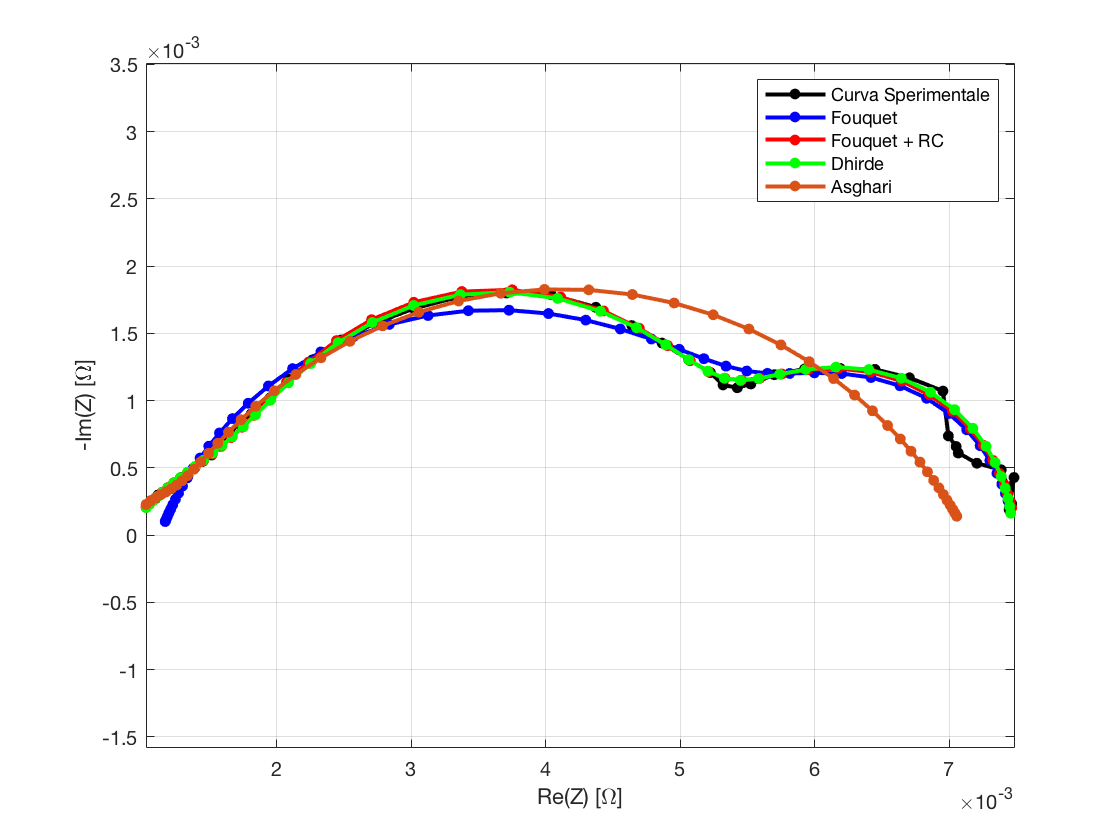 ×10-3
3.5
3
2.5
2
1.5
1
0.5
0
-0.5
-1
-1.5
-Im(Z) [Ω]
Curva Sperimentale
Fouquet
Fouquet + RC
Dhirde
Asghari
2 3 4 5 6 7
Re(Z) [Ω]
×10-3